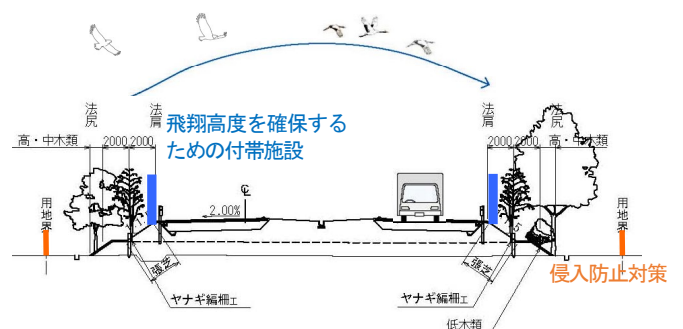 法尻
法肩
飛翔高度を確保する
ための付帯施設
法肩
法尻
高・中木類
2000
2000
2000
2000
高・中木類
用地界
2.00%
℄
用地界
張芝
張芝
侵入防止対策
ヤナギ編柵工
ヤナギ編柵工
低木類